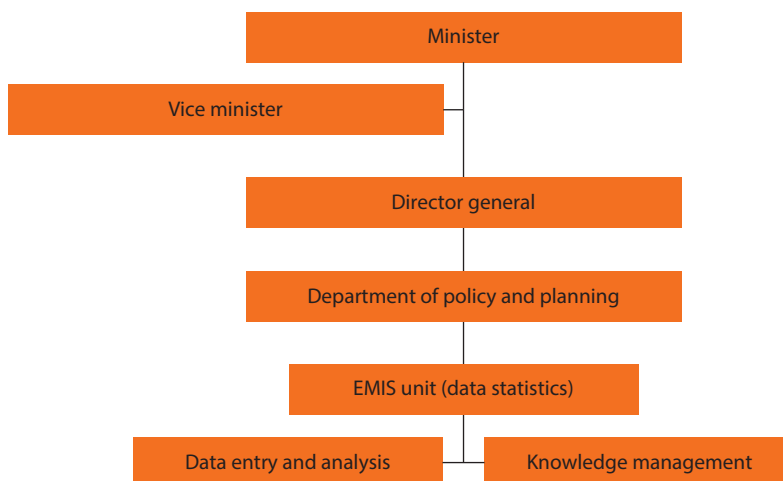 Minister
Vice minister
Director general
Department of policy and planning
EMIS unit (data statistics)
Data entry and analysis
Knowledge management